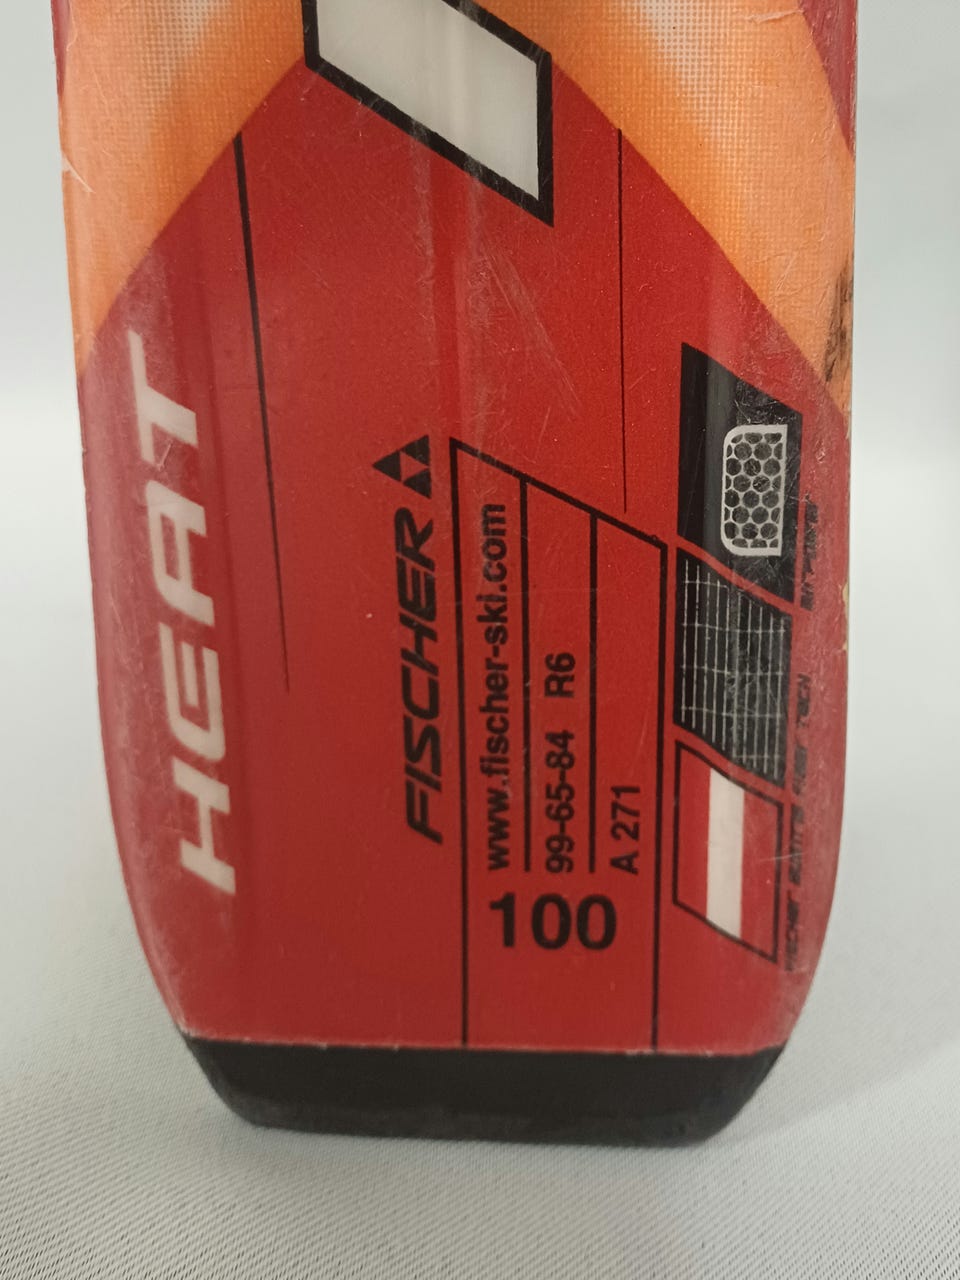 HEAT
FISCHER
www.fischer-ski.com
99-65-84 R6
A 271
100